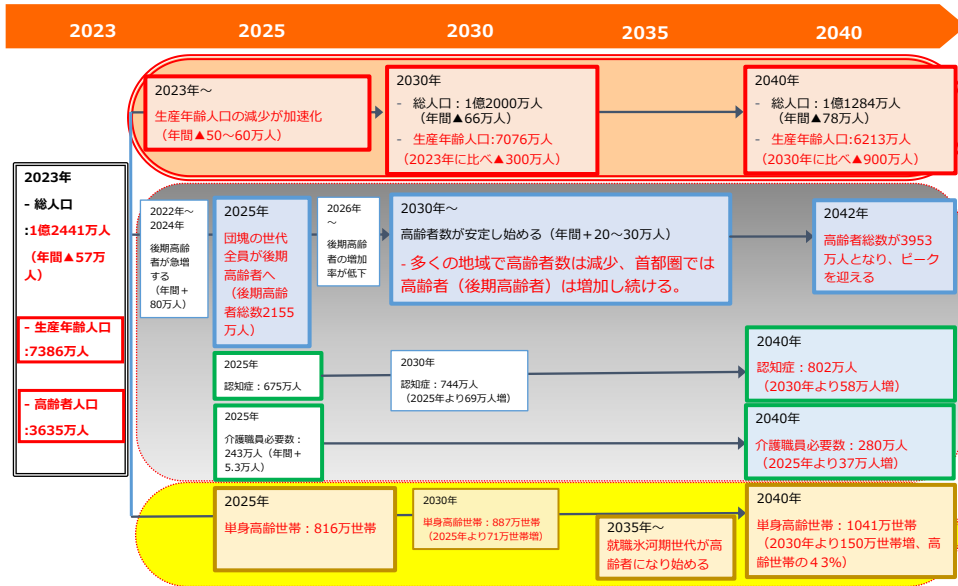 2023
2025
2030
2035
2040
2023年~
生産年齢人口の減少が加速化
(年間▲50~60万人)
2030年
- 総人口:1億2000万人
(年間▲66万人)
- 生産年齢人口:7076万人
(2023年に比べ▲300万人)
2040年
- 総人口:1億1284万人
(年間▲78万人)
- 生産年齢人口:6213万人
(2030年に比べ▲900万人)
2023年
- 総人口
:1億2441万人
(年間▲57万
人)
- 生産年齢人口
:7386万人
- 高齢者人口
:3635万人
2022年~
2024年
後期高齢
者が急増
する
(年間+
80万人)
2025年
団塊の世代
全員が後期
高齢者へ
(後期高齢
者総数2155
万人)
2026年
~
後期高齢
者の増加
率が低下
2030年~
高齢者数が安定し始める(年間+20~30万人)
- 多くの地域で高齢者数は減少、首都圏では
高齢者(後期高齢者)は増加し続ける。
2042年
高齢者総数が3953
万人となり、ピーク
を迎える
2025年
認知症:675万人
2030年
認知症:744万人
(2025年より69万人増)
2040年
認知症:802万人
(2030年より58万人増)
2025年
介護職員必要数:
243万人(年間+
5.3万人)
2040年
介護職員必要数:280万人
(2025年より37万人増)
2025年
単身高齢世帯:816万世帯
2030年
単身高齢世帯:887万世帯
(2025年より71万世帯増)
2035年~
就職氷河期世代が高
齢者になり始める
2040年
単身高齢世帯:1041万世帯
(2030年より150万世帯増、高
齢世帯の43%)